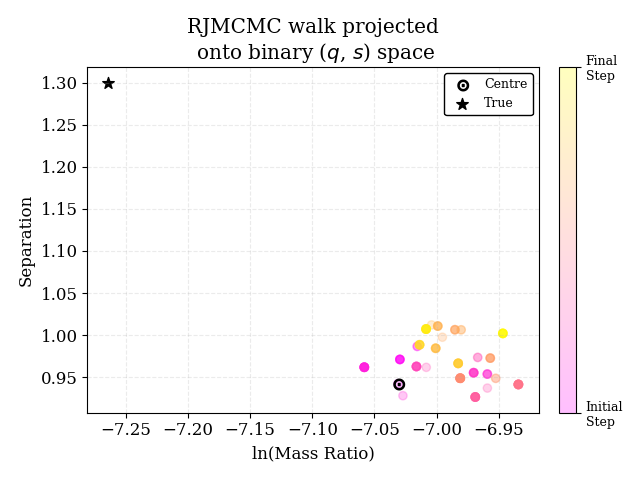 RJMCMC walk projected
onto binary (q, s) space
Final
Step
Centre
True
1.30
1.25
1.20
1.15
1.10
1.05
1.00
0.95
Separation
Initial
Step
−7.25 −7.20 −7.15 −7.10 −7.05 −7.00 −6.95
ln(Mass Ratio)